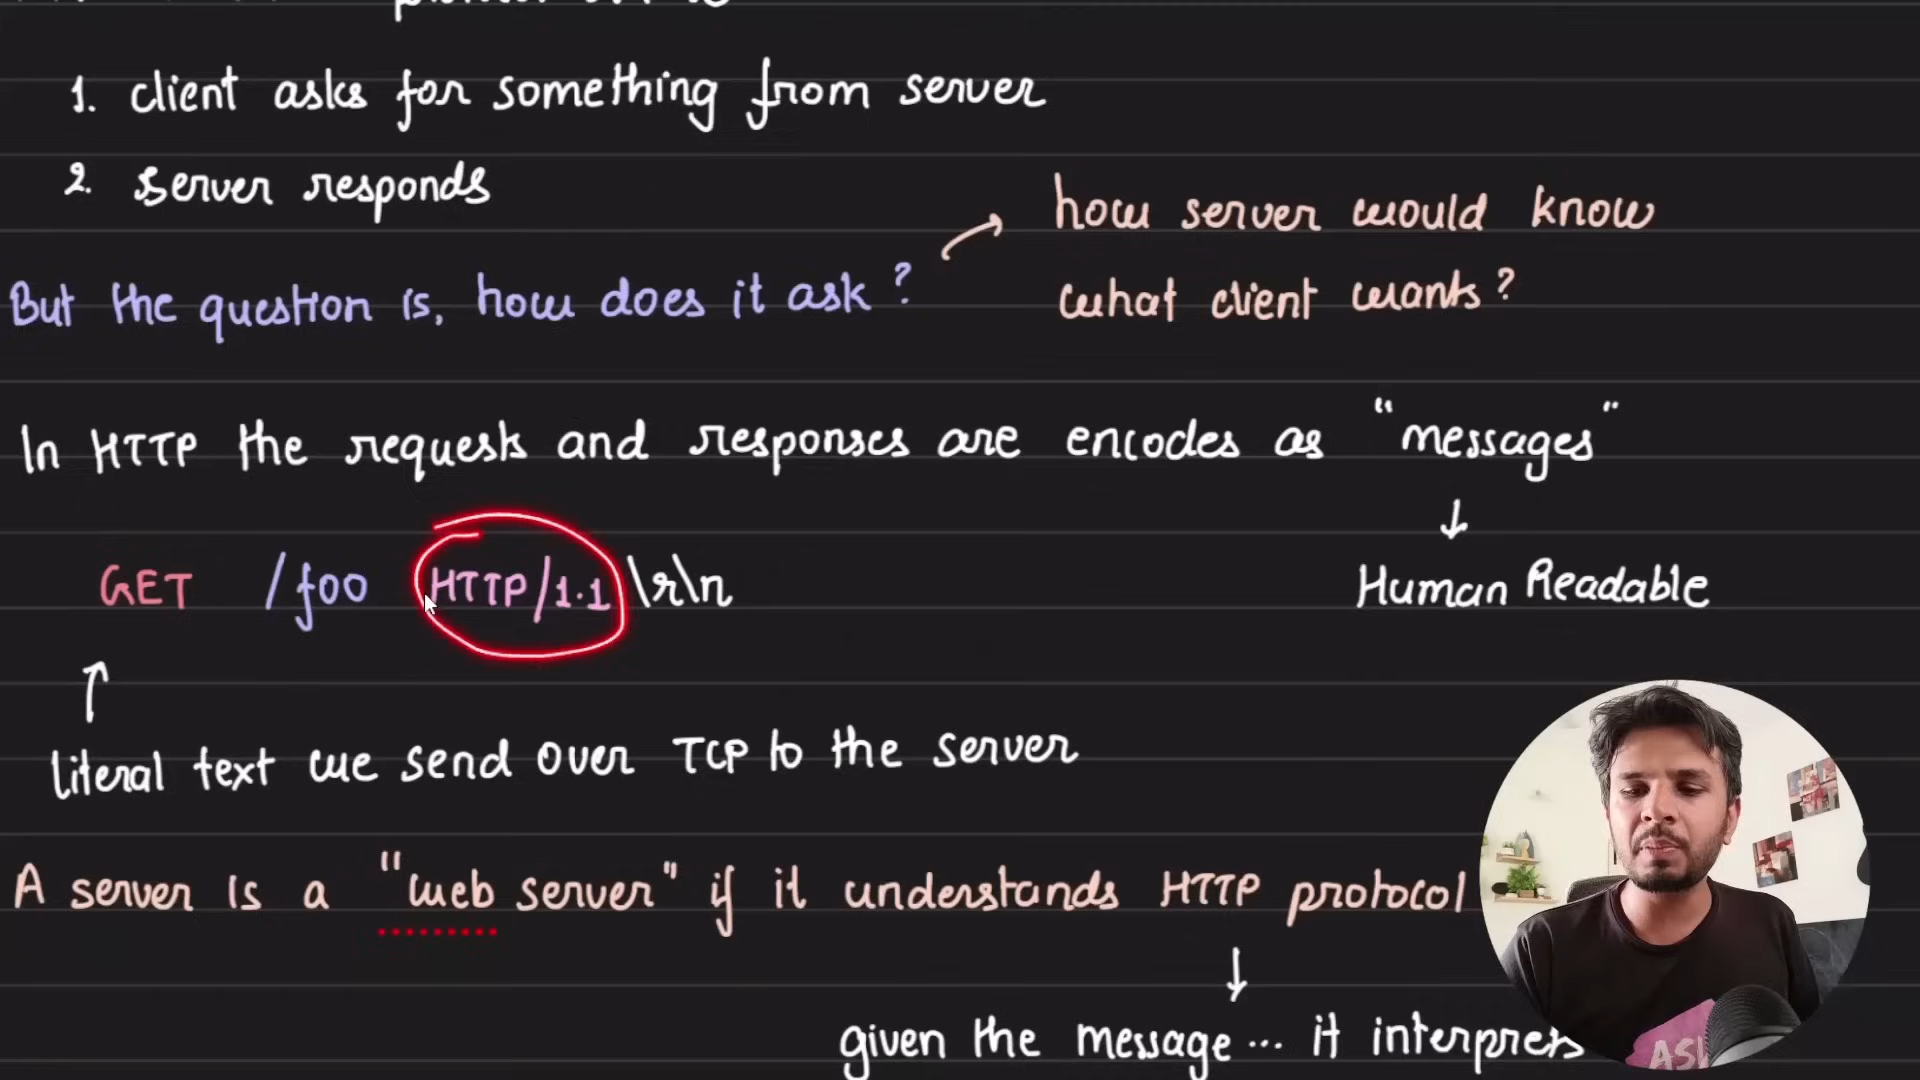 1. client asks for something from server
2. server responds
how server would know
But the question is, how does it ask?
what client wants?
In HTTP the requests and responses are encodes as "messages"
GET /foo HTTP/1.1 \r\n
Human Readable
literal text we send over TCP to the server
A server is a "web server" if it understands HTTP protocol
given the message... it interprets